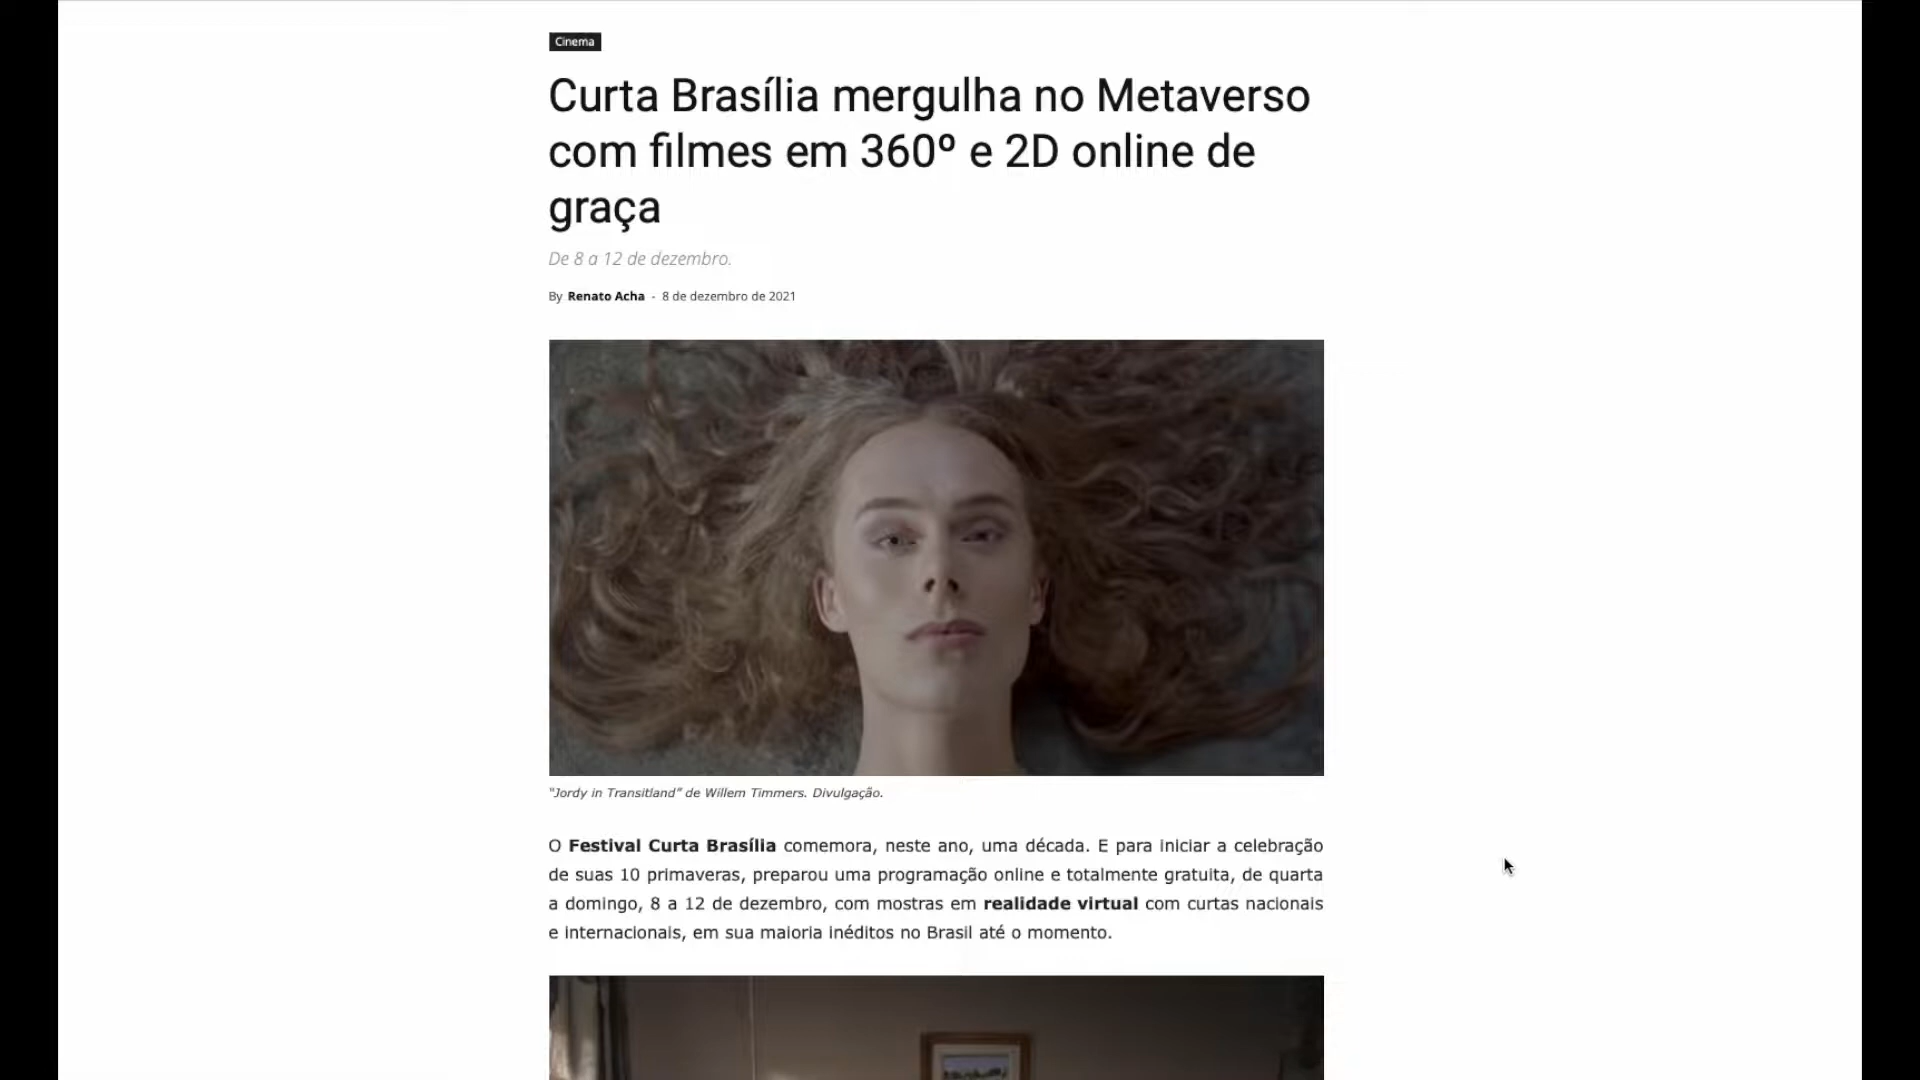 Cinema
Curta Brasília mergulha no Metaverso
com filmes em 360º e 2D online de
graça
De 8 a 12 de dezembro.
By Renato Acha - 8 de dezembro de 2021
“Jordy in Transitland” de Willem Timmers. Divulgação.
O Festival Curta Brasília comemora, neste ano, uma década. E para iniciar a celebração
de suas 10 primaveras, preparou uma programação online e totalmente gratuita, de quarta
a domingo, 8 a 12 de dezembro, com mostras em realidade virtual com curtas nacionais
e internacionais, em sua maioria inéditos no Brasil até o momento.